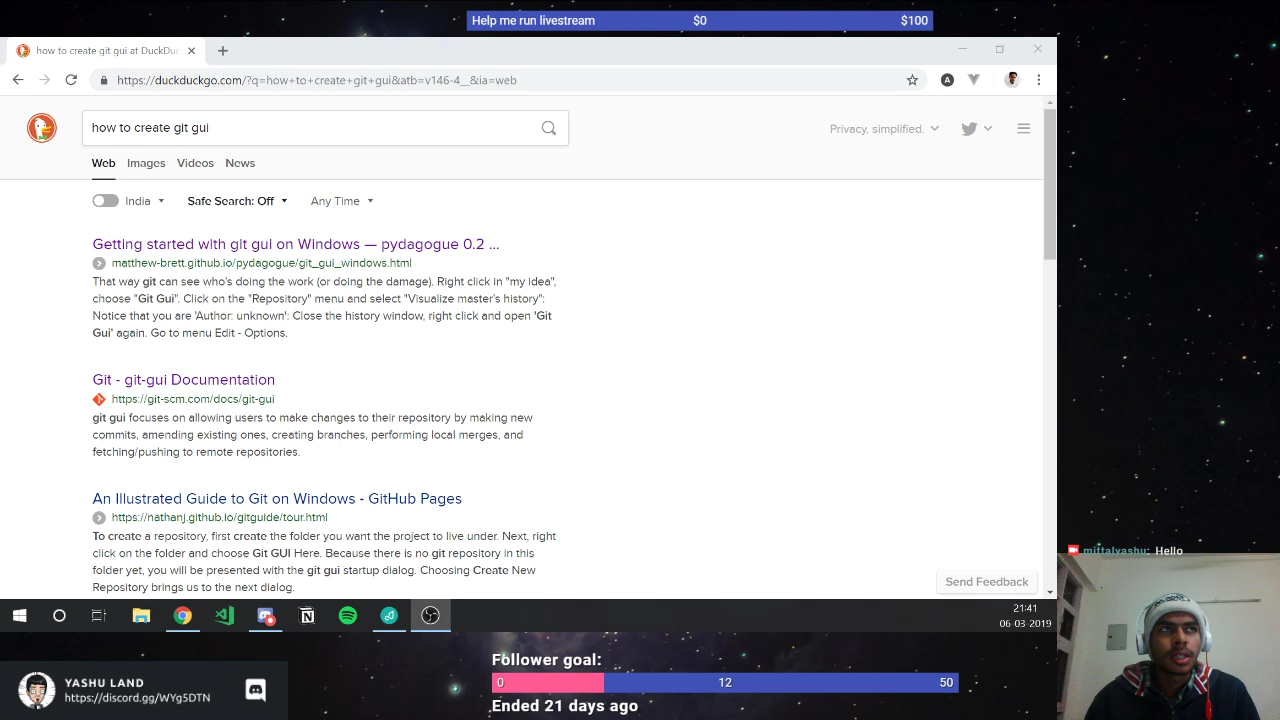 Help me run livestream $0 $100
how to create git gui at DuckDuc
https://duckduckgo.com/?q=how+to+create+git+gui&atb=v146-4__&ia=web
how to create git gui
Privacy, simplified.
Web Images Videos News
India Safe Search: Off Any Time
Getting started with git gui on Windows — pydagogue 0.2 ...
matthew-brett.github.io/pydagogue/git_gui_windows.html
That way git can see who's doing the work (or doing the damage). Right click in "my idea",
choose "Git Gui". Click on the "Repository" menu and select "Visualize master's history":
Notice that you are 'Author: unknown': Close the history window, right click and open 'Git
Gui' again. Go to menu Edit - Options.
Git - git-gui Documentation
https://git-scm.com/docs/git-gui
git gui focuses on allowing users to make changes to their repository by making new
commits, amending existing ones, creating branches, performing local merges, and
fetching/pushing to remote repositories.
An Illustrated Guide to Git on Windows - GitHub Pages
https://nathanj.github.io/gitguide/tour.html
To create a repository, first create the folder you want the project to live under. Next, right
click on the folder and choose Git GUI Here. Because there is no git repository in this
folder yet, you will be presented with the git gui startup dialog. Choosing Create New
Repository brings us to the next dialog.
Send Feedback
mittalyashu: Hello
21:41
06-03-2019
Follower goal:
0 12 50
Ended 21 days ago
YASHU LAND
https://discord.gg/WYg5DTN